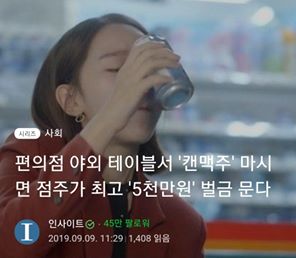 시리즈 사회
편의점 야외 테이블서 '캔맥주' 마시
면 점주가 최고 '5천만원' 벌금 문다
인사이트 · 45만 팔로워
2019.09.09. 11:29 | 1,408 읽음